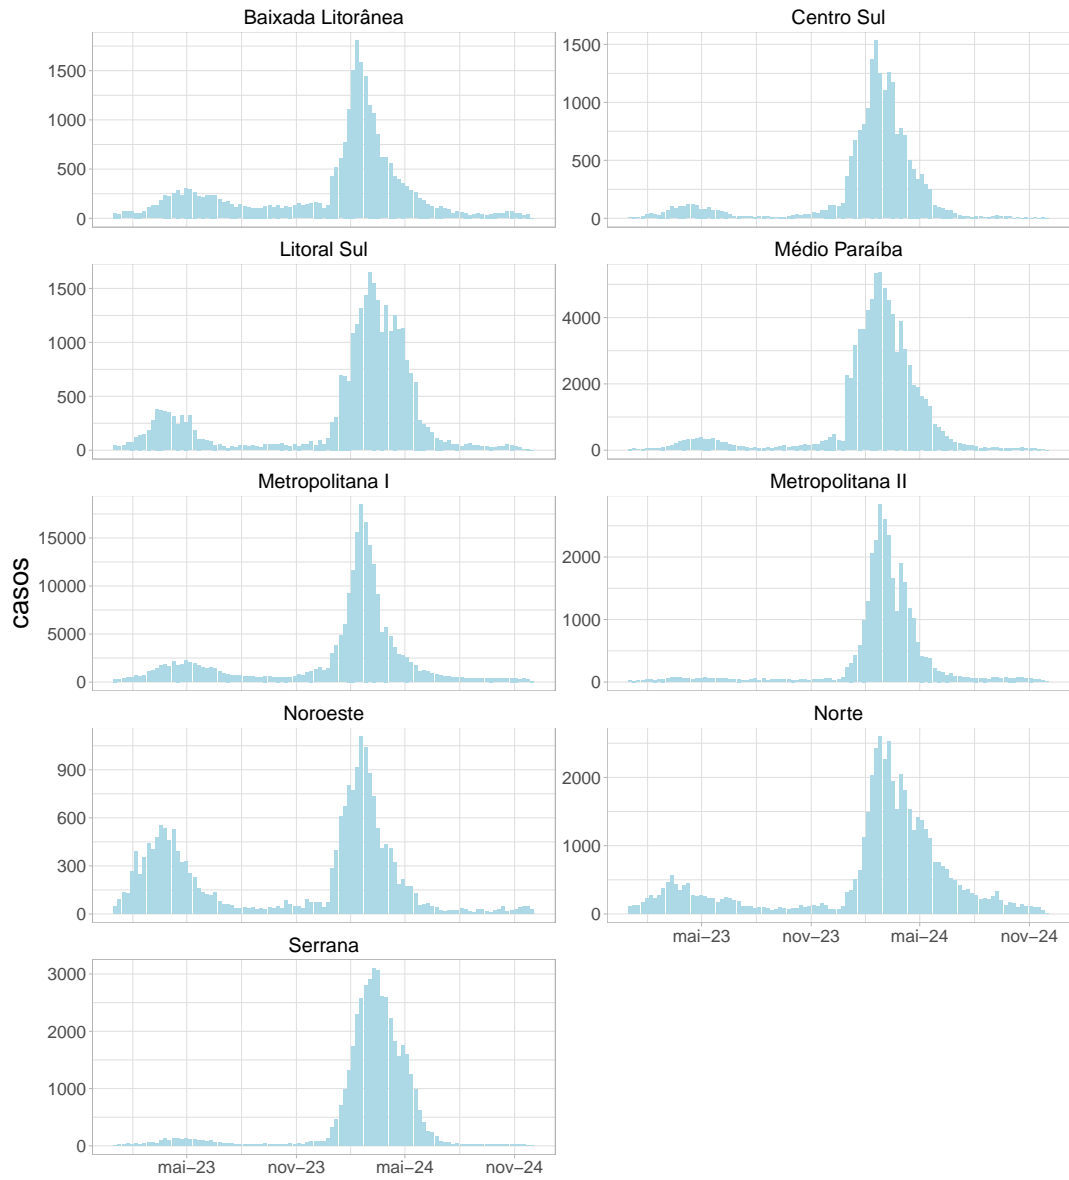 Baixada Litorânea
Centro Sul
1500
1000
500
0
1500
1000
500
0
Litoral Sul
Médio Paraíba
1500
1000
500
0
4000
2000
0
Metropolitana I
Metropolitana II
casos
15000
10000
5000
0
2000
1000
0
Noroeste
Norte
900
600
300
0
2000
1000
0
mai–23
nov–23
mai–24
nov–24
Serrana
3000
2000
1000
0
mai–23
nov–23
mai–24
nov–24